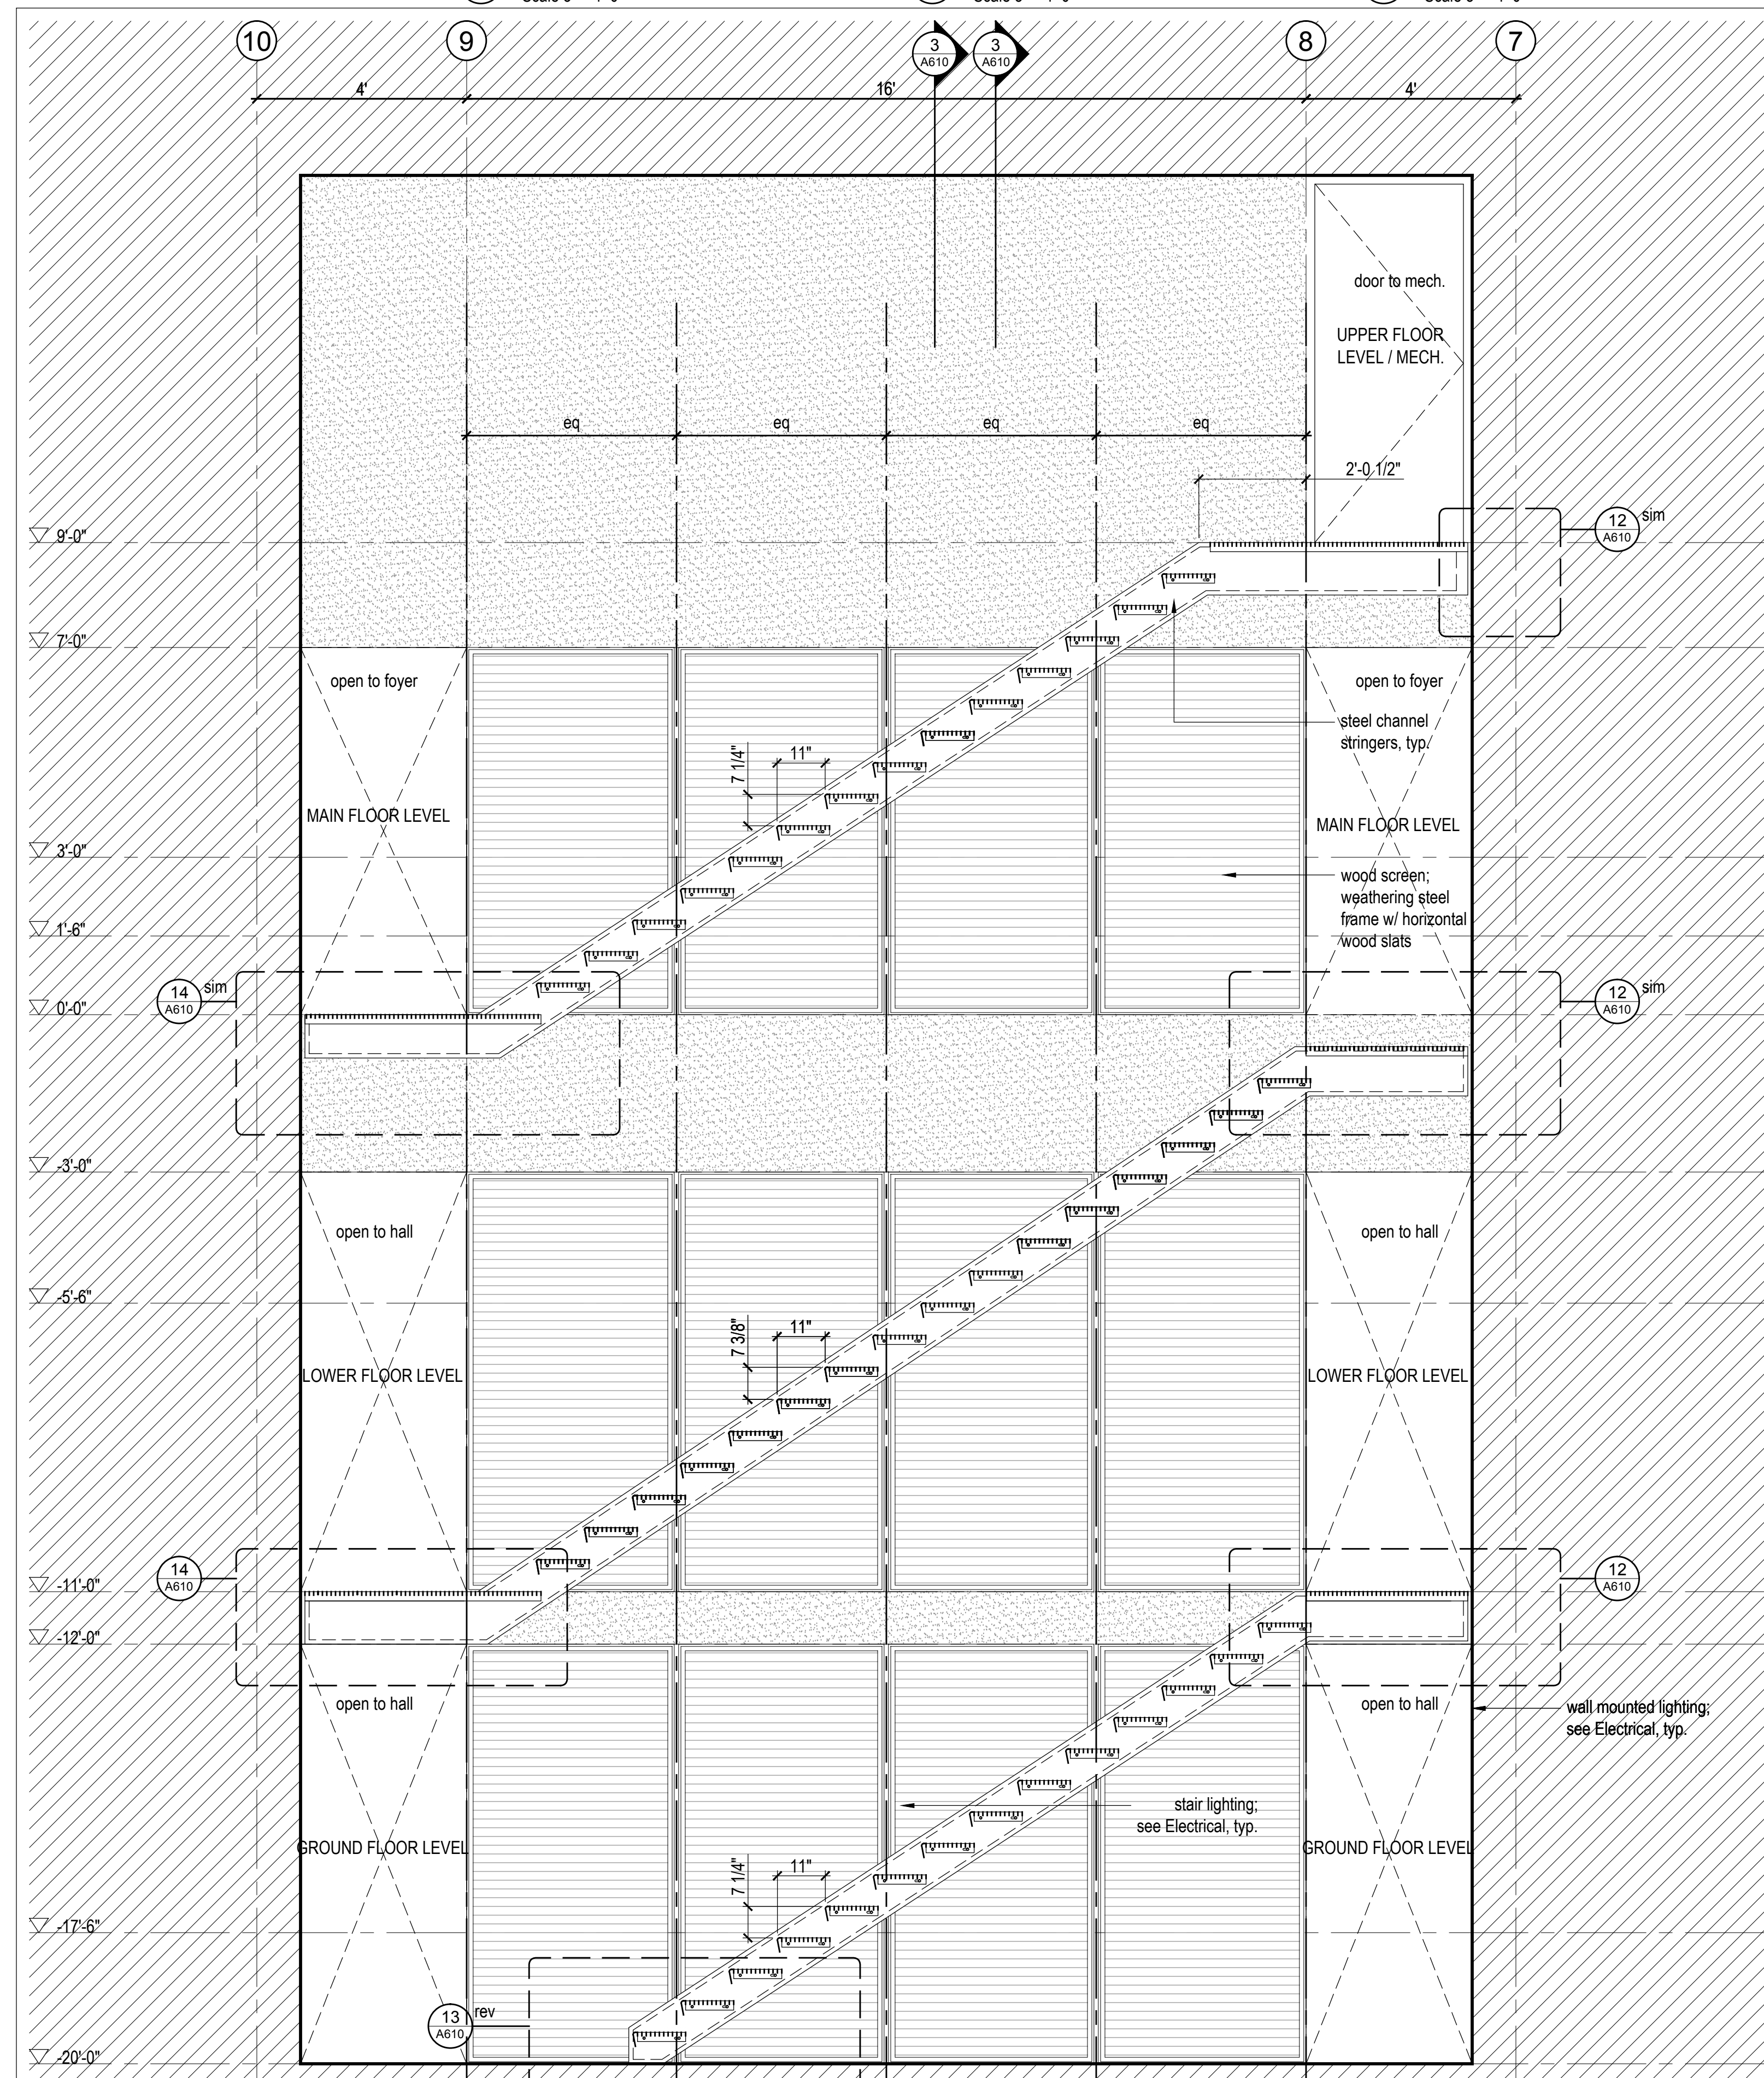 10
9
3
A610
3
A610
8
7
4'
16'
4'
door to mech.
UPPER FLOOR
LEVEL / MECH.
eq
eq
eq
eq
2'-0 1/2"
9'-0"
12
A610
sim
7'-0"
open to foyer
open to foyer
steel channel
stringers, typ.
11"
7 1/4"
MAIN FLOOR LEVEL
MAIN FLOOR LEVEL
3'-0"
wood screen;
weathering steel
frame w/ horizontal
wood slats
1'-6"
14
A610
sim
12
A610
sim
0'-0"
-3'-0"
open to hall
open to hall
-5'-6"
11"
7 3/8"
LOWER FLOOR LEVEL
LOWER FLOOR LEVEL
14
A610
12
A610
-11'-0"
-12'-0"
open to hall
open to hall
wall mounted lighting;
see Electrical, typ.
stair lighting;
see Electrical, typ.
GROUND FLOOR LEVEL
GROUND FLOOR LEVEL
11"
7 1/4"
-17'-6"
13
A610
rev
-20'-0"